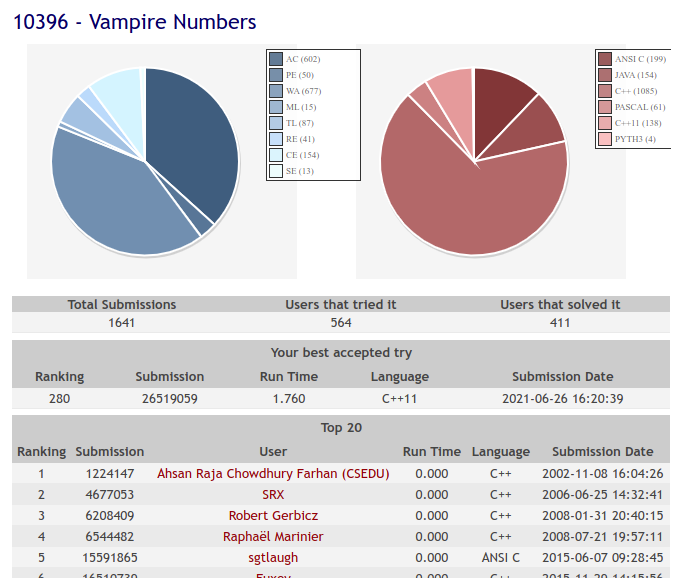 10396 - Vampire Numbers
AC (602)
PE (50)
WA (677)
ML (15)
TL (87)
RE (41)
CE (154)
SE (13)
ANSI C (199)
JAVA (154)
C++ (1085)
PASCAL (61)
C++11 (138)
PYTH3 (4)
Total Submissions Users that tried it Users that solved it
1641 564 411
Your best accepted try
Ranking Submission Run Time Language Submission Date
280 26519059 1.760 C++11 2021-06-26 16:20:39
Top 20
Ranking Submission User Run Time Language Submission Date
1 1224147 Ahsan Raja Chowdhury Farhan (CSEDU) 0.000 C++ 2002-11-08 16:04:26
2 4677053 SRX 0.000 C++ 2006-06-25 14:32:41
3 6208409 Robert Gerbicz 0.000 C++ 2008-01-31 20:40:15
4 6544482 Raphaël Marinier 0.000 C++ 2008-07-21 19:57:11
5 15591865 sgtlaugh 0.000 ANSI C 2015-06-07 09:28:45